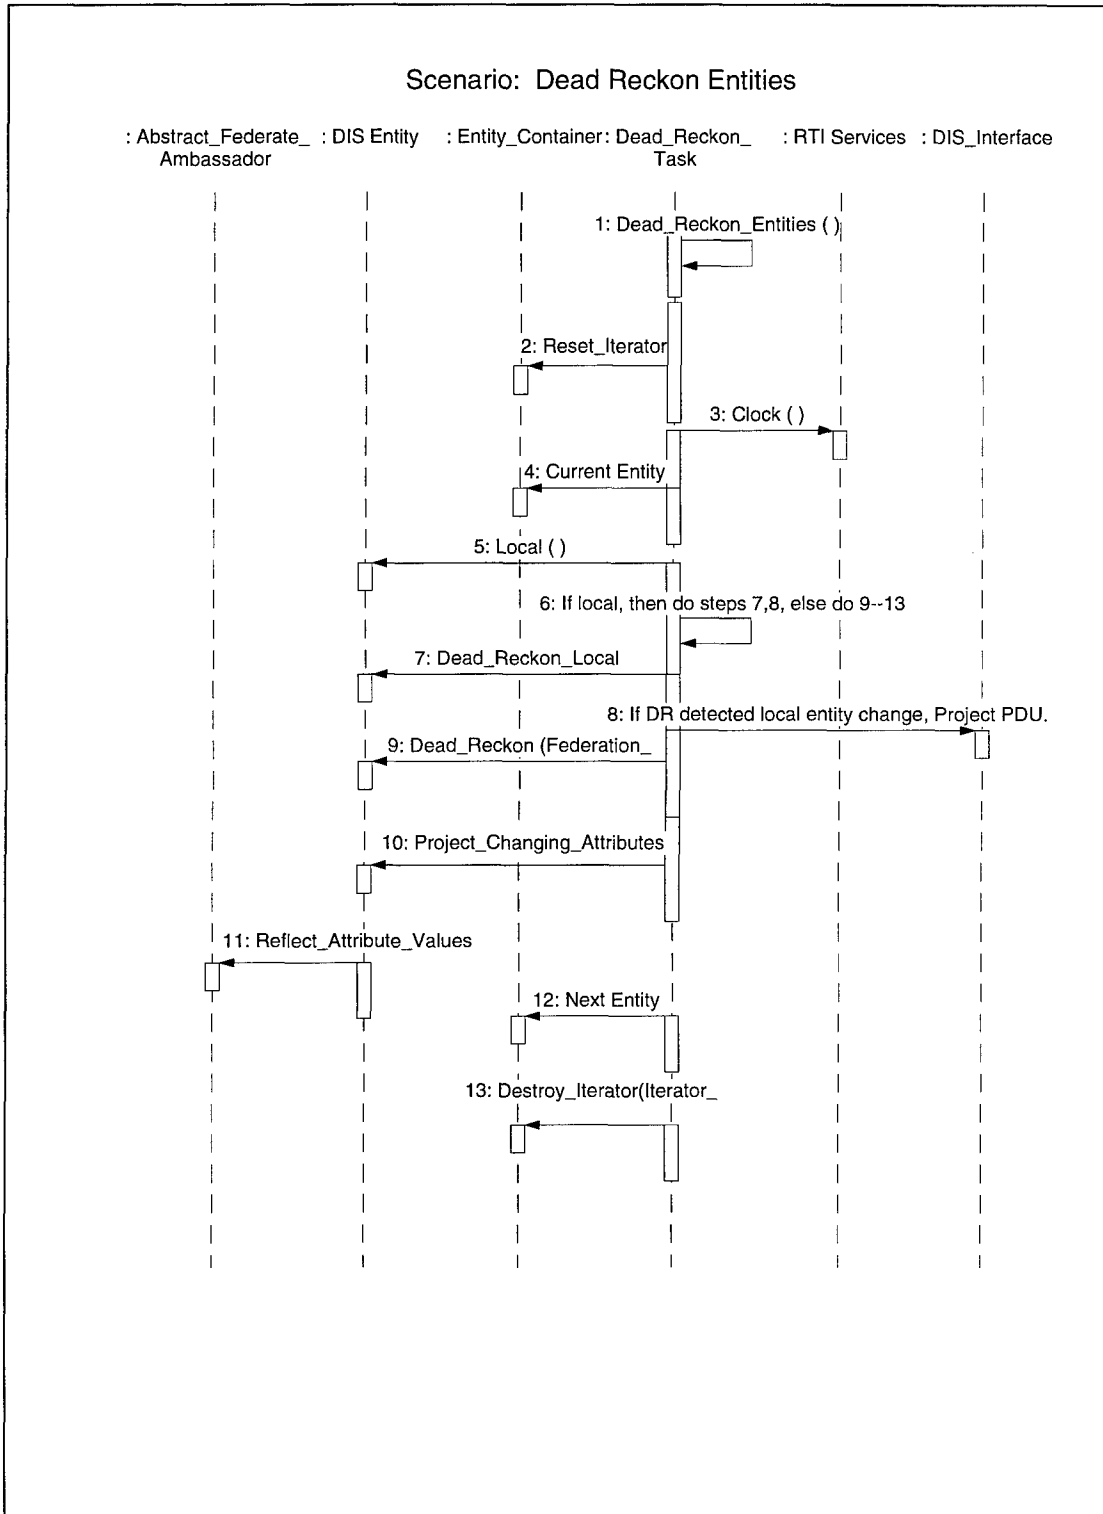 Scenario: Dead Reckon Entities
: Abstract_Federate_ : DIS Entity : Entity_Container : Dead_Reckon_ : RTI Services : DIS_Interface
Ambassador Task
1: Dead_Reckon_Entities ( )
2: Reset_Iterator
3: Clock ( )
4: Current Entity
5: Local ( )
6: If local, then do steps 7,8, else do 9--13
7: Dead_Reckon_Local
8: If DR detected local entity change, Project PDU.
9: Dead_Reckon (Federation_
10: Project_Changing_Attributes
11: Reflect_Attribute_Values
12: Next Entity
13: Destroy_Iterator(Iterator_